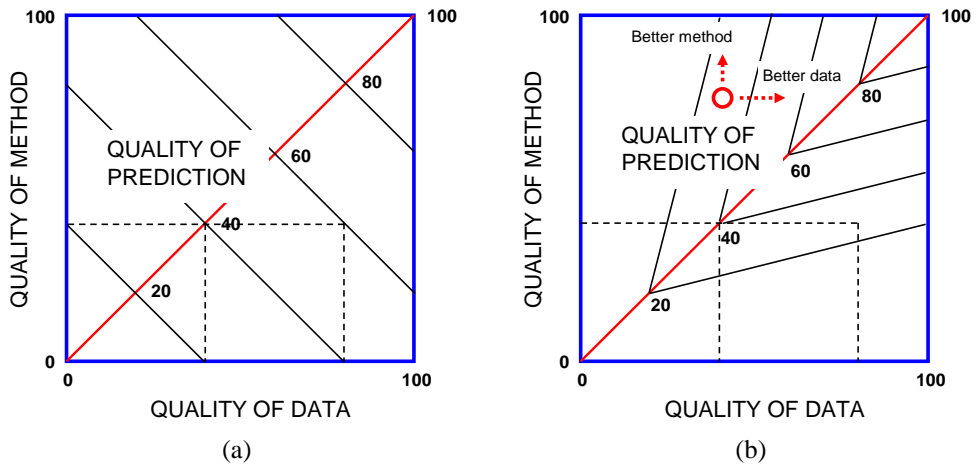 100
100
80
60
40
20
0
0
100
QUALITY OF METHOD
QUALITY OF
PREDICTION
QUALITY OF DATA
(a)
100
100
Better method
Better data
80
60
40
20
0
0
100
QUALITY OF METHOD
QUALITY OF
PREDICTION
QUALITY OF DATA
(b)